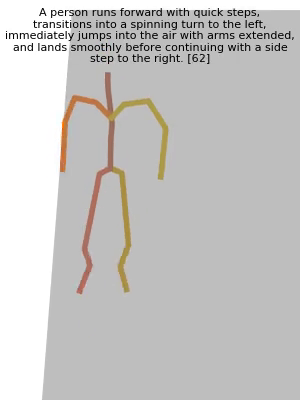 A person runs forward with quick steps,
transitions into a spinning turn to the left,
immediately jumps into the air with arms extended,
and lands smoothly before continuing with a side
step to the right. [62]